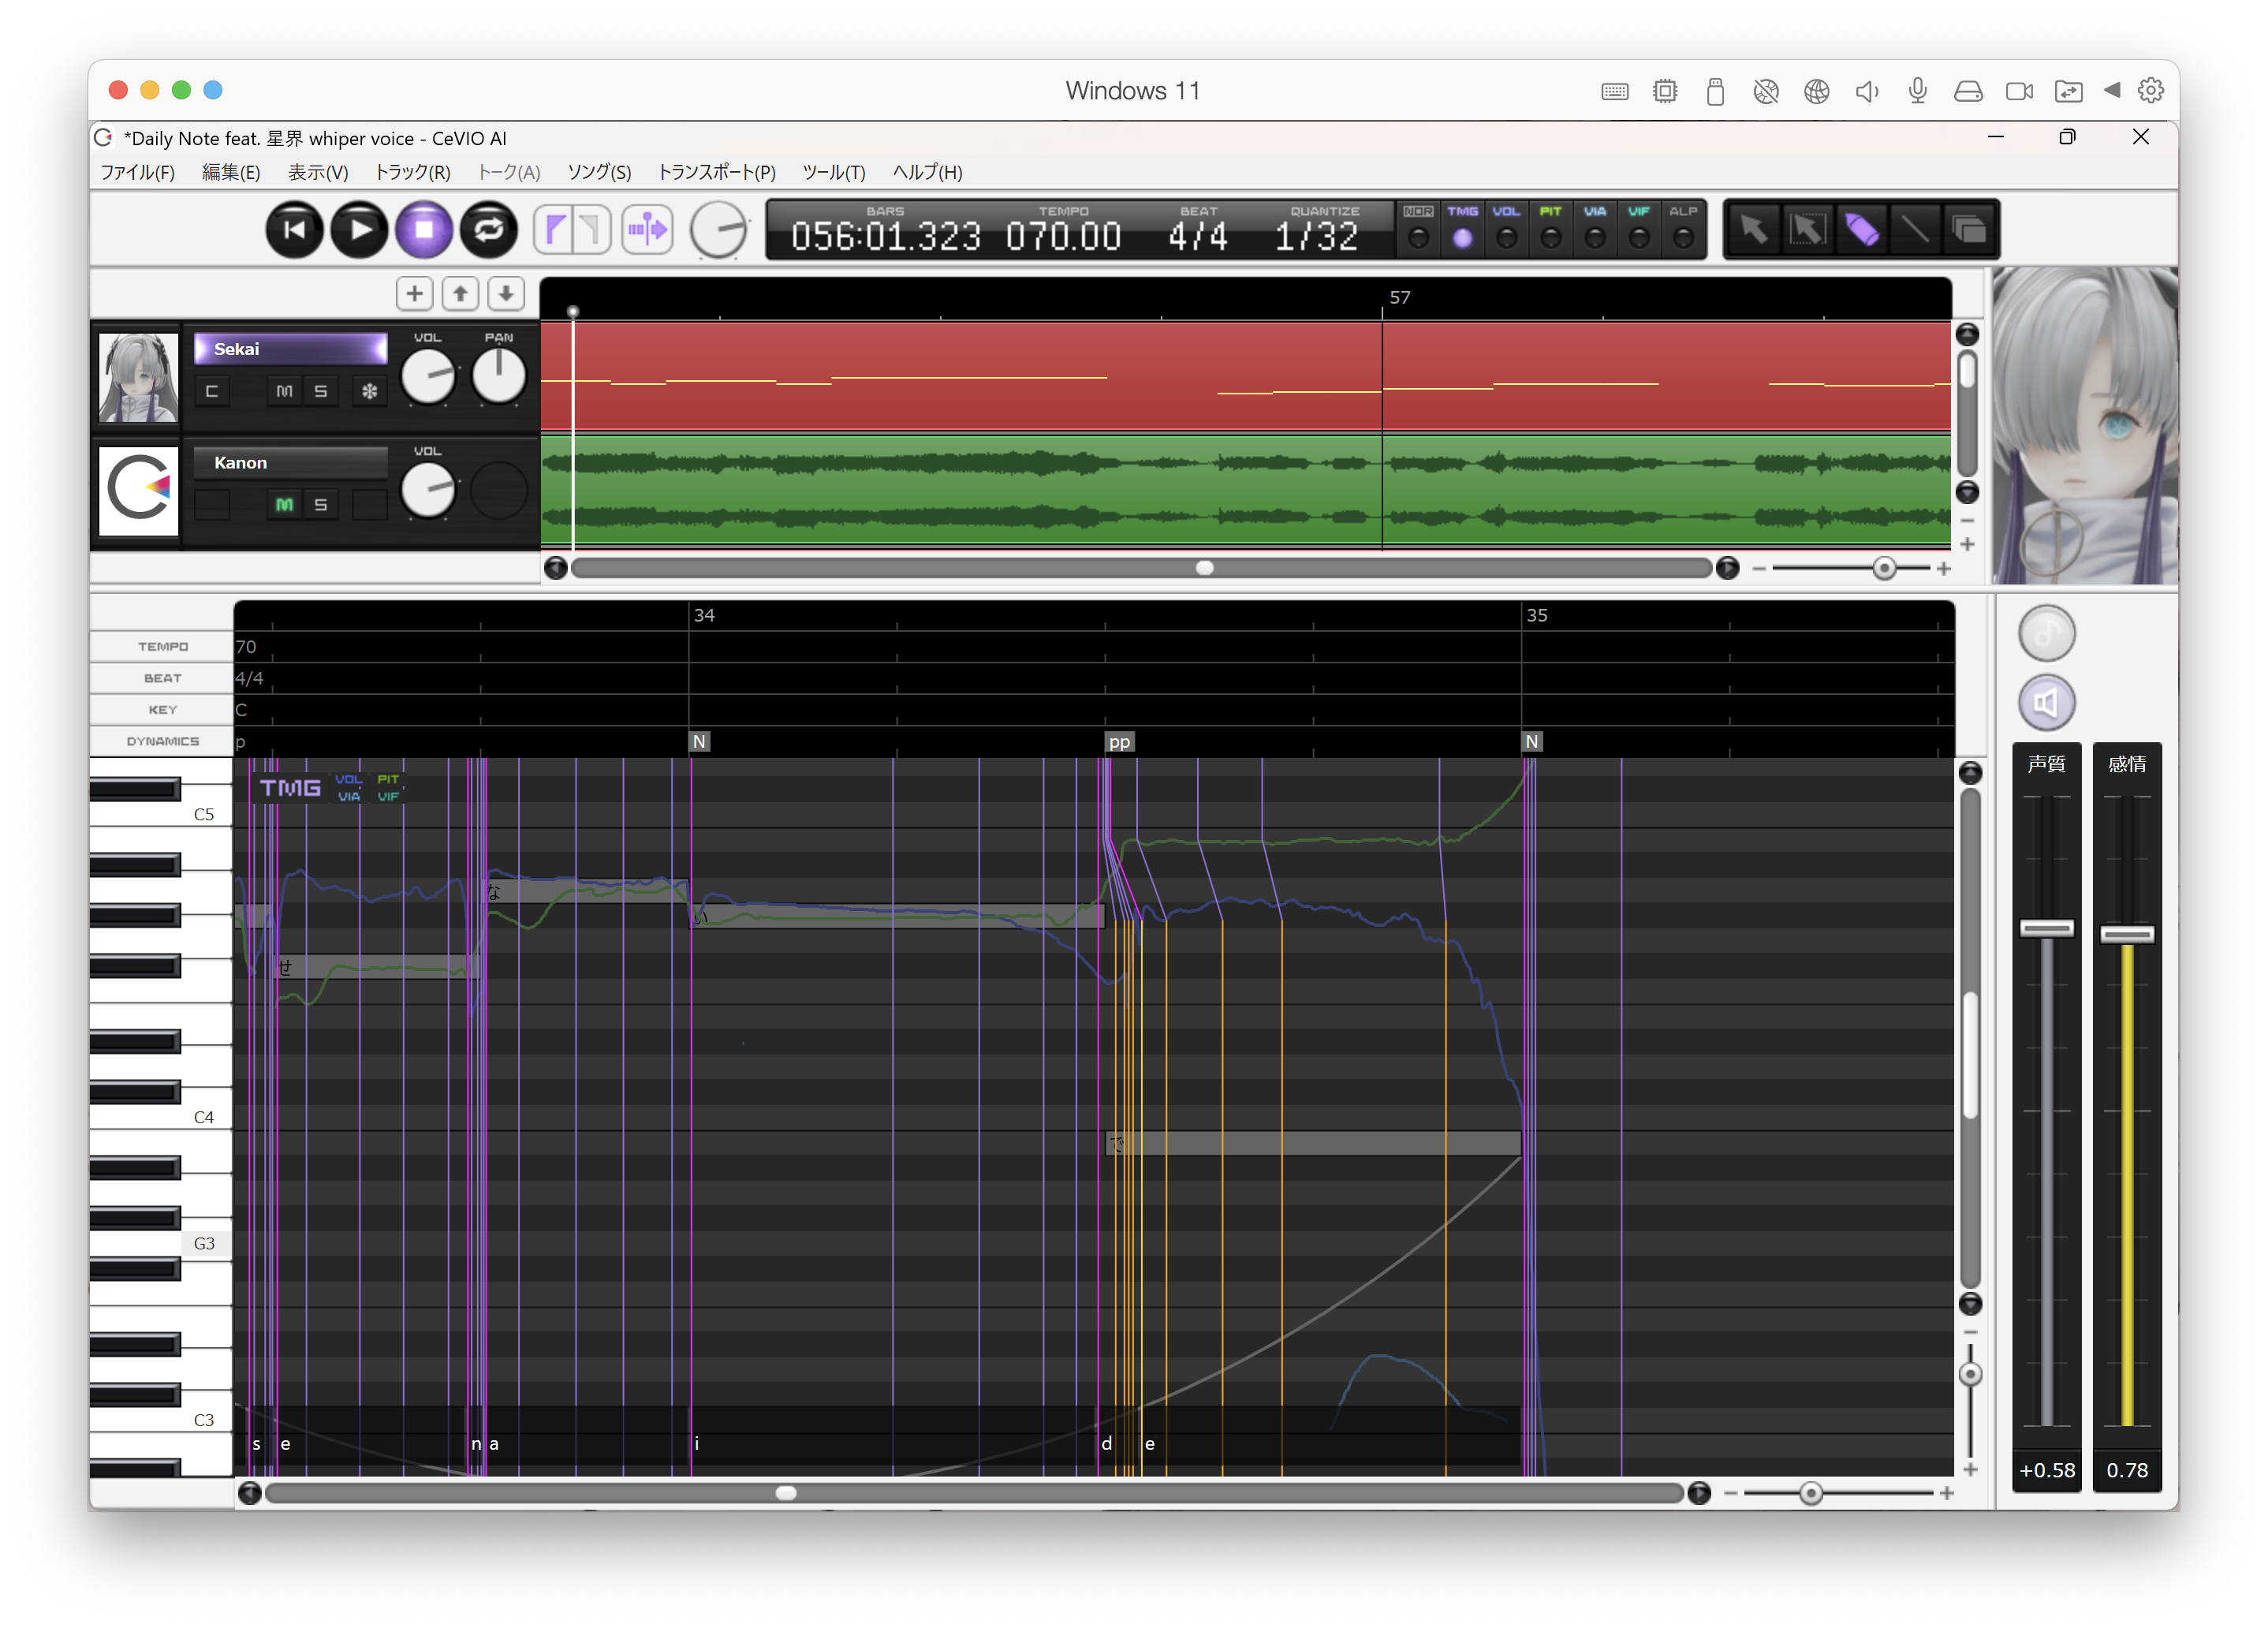 Windows 11
*Daily Note feat. 星界 whiper voice - CeVIO AI
ファイル(F) 編集(E) 表示(V) トラック(R) トーク(A) ソング(S) トランスポート(P) ツール(T) ヘルプ(H)
BARS TEMPO BEAT QUANTIZE NOR TMG VOL PIT VIA VIF ALP
056:01.323 070.00 4/4 1/32
57
Sekai VOL PAN
C M S
Kanon VOL
M S
34 35
TEMPO 70
BEAT 4/4
KEY C
DYNAMICS p N pp N
声質 感情
TMG VOL PIT
VIA VIF
C5
な
い
せ
C4
で
G3
C3
s e n a i d e
+0.58 0.78